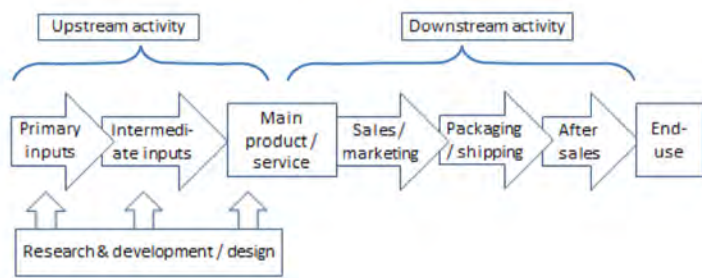 Upstream activity
Downstream activity
Primary
inputs
Intermedi-
ate inputs
Main
product /
service
Sales/
marketing
Packaging
/ shipping
After
sales
End-
use
Research & development / design